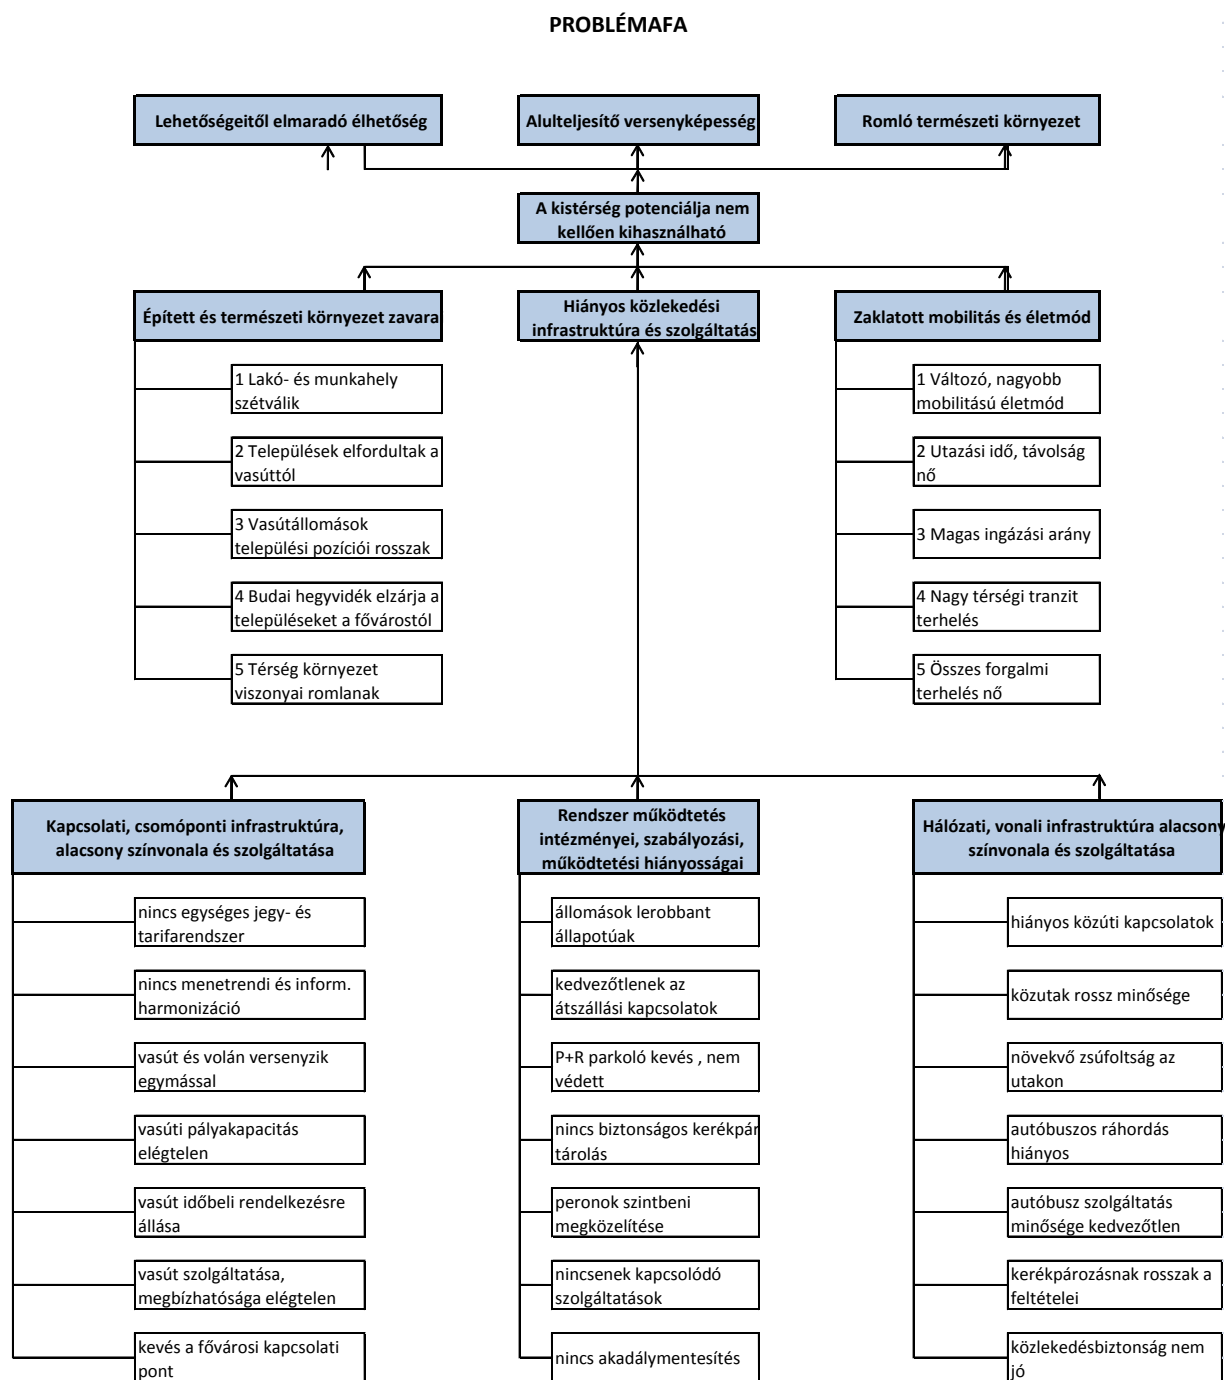 PROBLÉMAFA
Lehetőségeitől elmaradó élhetőség
Alulteljesítő versenyképesség
Romló természeti környezet
A kistérség potenciálja nem
kellően kihasználható
Épített és természeti környezet zavara
Hiányos közlekedési
infrastruktúra és szolgáltatás
Zaklatott mobilitás és életmód
1 Lakó- és munkahely
szétválik
2 Települések elfordultak a
vasúttól
3 Vasútállomások
települési pozíciói rosszak
4 Budai hegyvidék elzárja a
településeket a fővárostól
5 Térség környezet
viszonyai romlanak
1 Változó, nagyobb
mobilitású életmód
2 Utazási idő, távolság
nő
3 Magas ingázási arány
4 Nagy térségi tranzit
terhelés
5 Összes forgalmi
terhelés nő
Kapcsolati, csomóponti infrastruktúra,
alacsony színvonala és szolgáltatása
nincs egységes jegy- és
tarifarendszer
nincs menetrendi és inform.
harmonizáció
vasút és volán versenyzik
egymással
vasúti pályakapacitás
elégtelen
vasút időbeli rendelkezésre
állása
vasút szolgáltatása,
megbízhatósága elégtelen
kevés a fővárosi kapcsolati
pont
Rendszer működtetés
intézményei, szabályozási,
működtetési hiányosságai
állomások lerobbant
állapotúak
kedvezőtlenek az
átszállási kapcsolatok
P+R parkoló kevés , nem
védett
nincs biztonságos kerékpár
tárolás
peronok szintbeni
megközelítése
nincsenek kapcsolódó
szolgáltatások
nincs akadálymentesítés
Hálózati, vonali infrastruktúra alacsony
színvonala és szolgáltatása
hiányos közúti kapcsolatok
közutak rossz minősége
növekvő zsúfoltság az
utakon
autóbuszos ráhordás
hiányos
autóbusz szolgáltatás
minősége kedvezőtlen
kerékpározásnak rosszak a
feltételei
közlekedésbiztonság nem
jó